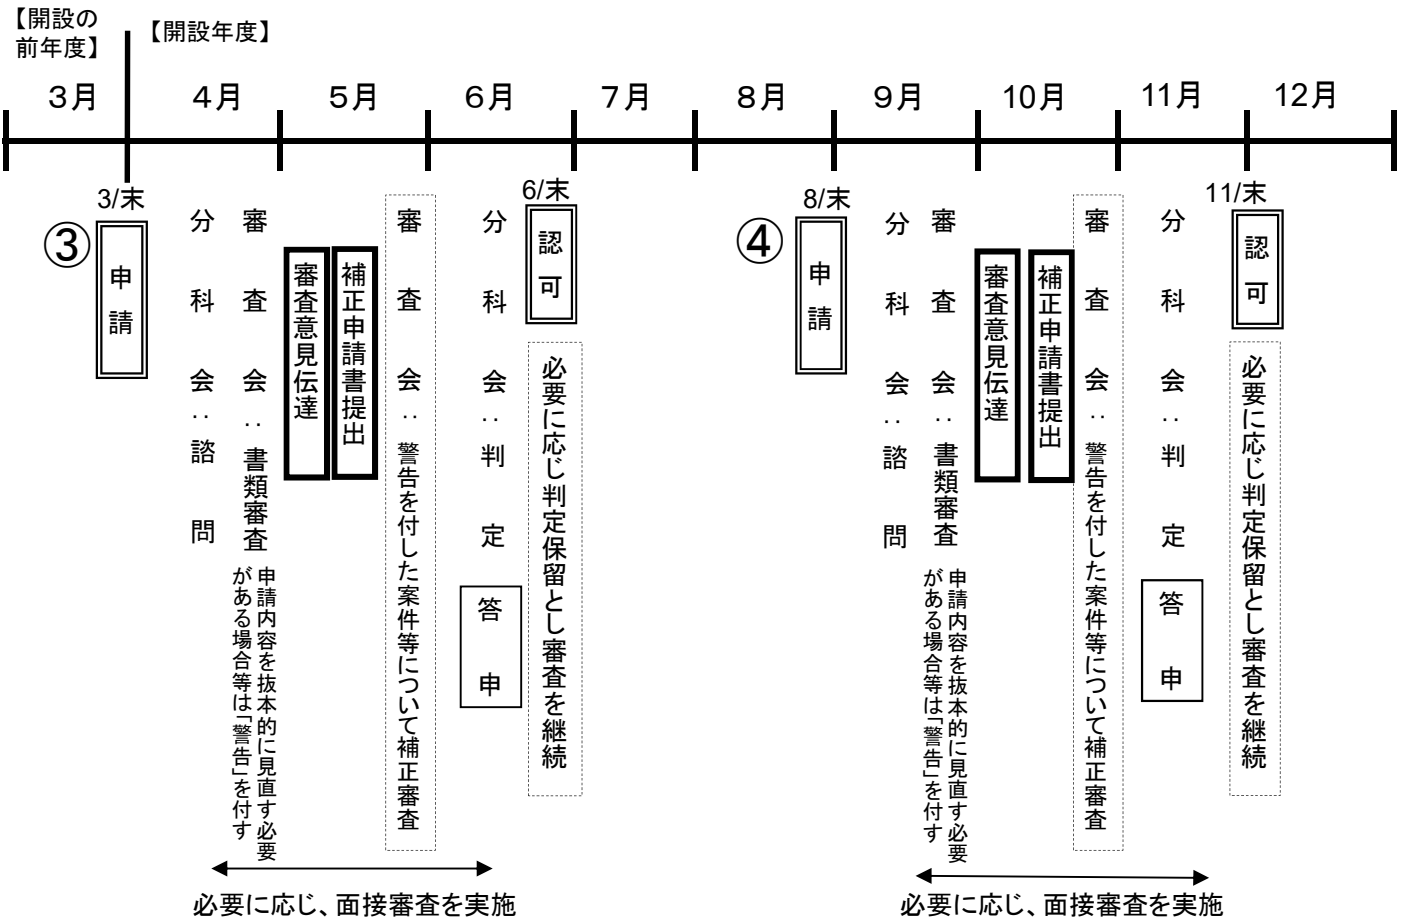 【開設の
前年度】
【開設年度】
3月
4月
5月
6月
7月
8月
9月
10月
11月
12月
3/末
③
申請
分科会:諮問
審査会:書類審査
申請内容を抜本的に見直す必要
がある場合等は「警告」を付す
審査意見伝達
補正申請書提出
審査会:警告を付した案件等について補正審査
分科会:判定
答申
6/末
認可
必要に応じ判定保留とし審査を継続
必要に応じ、面接審査を実施
8/末
④
申請
分科会:諮問
審査会:書類審査
申請内容を抜本的に見直す必要
がある場合等は「警告」を付す
審査意見伝達
補正申請書提出
審査会:警告を付した案件等について補正審査
分科会:判定
答申
11/末
認可
必要に応じ判定保留とし審査を継続
必要に応じ、面接審査を実施